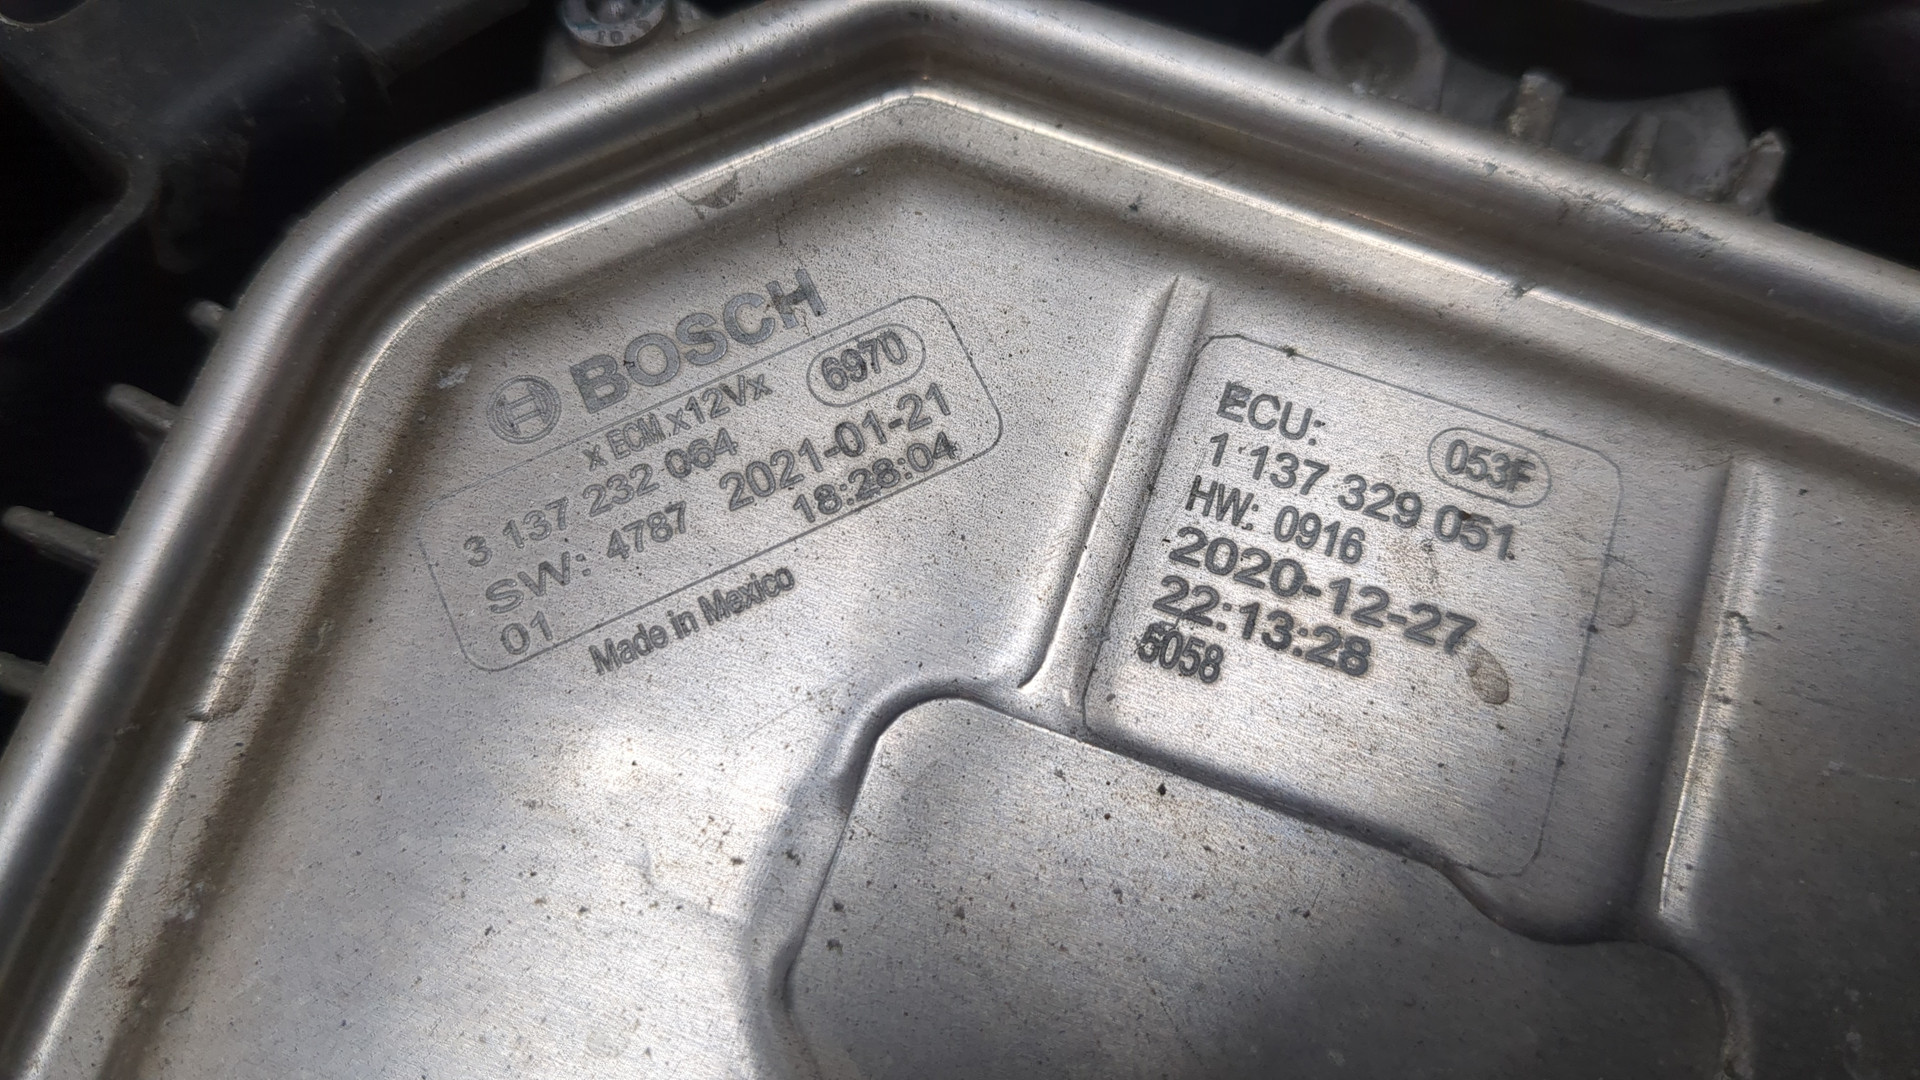 BOSCH
x ECM x12Vx 6970
3 137 232 064
SW: 4787 2021-01-21
01 18:28:04
Made in Mexico
ECU: 053F
1 137 329 051
HW: 0916
2020-12-27
22:13:28
5058